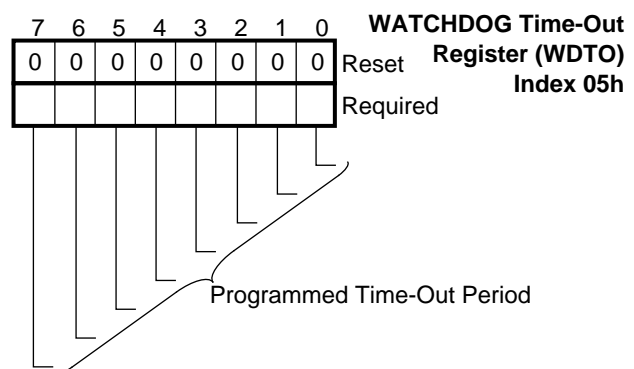 7 6 5 4 3 2 1 0
WATCHDOG Time-Out
Register (WDTO)
Index 05h
0 0 0 0 0 0 0 0 Reset
Required
Programmed Time-Out Period